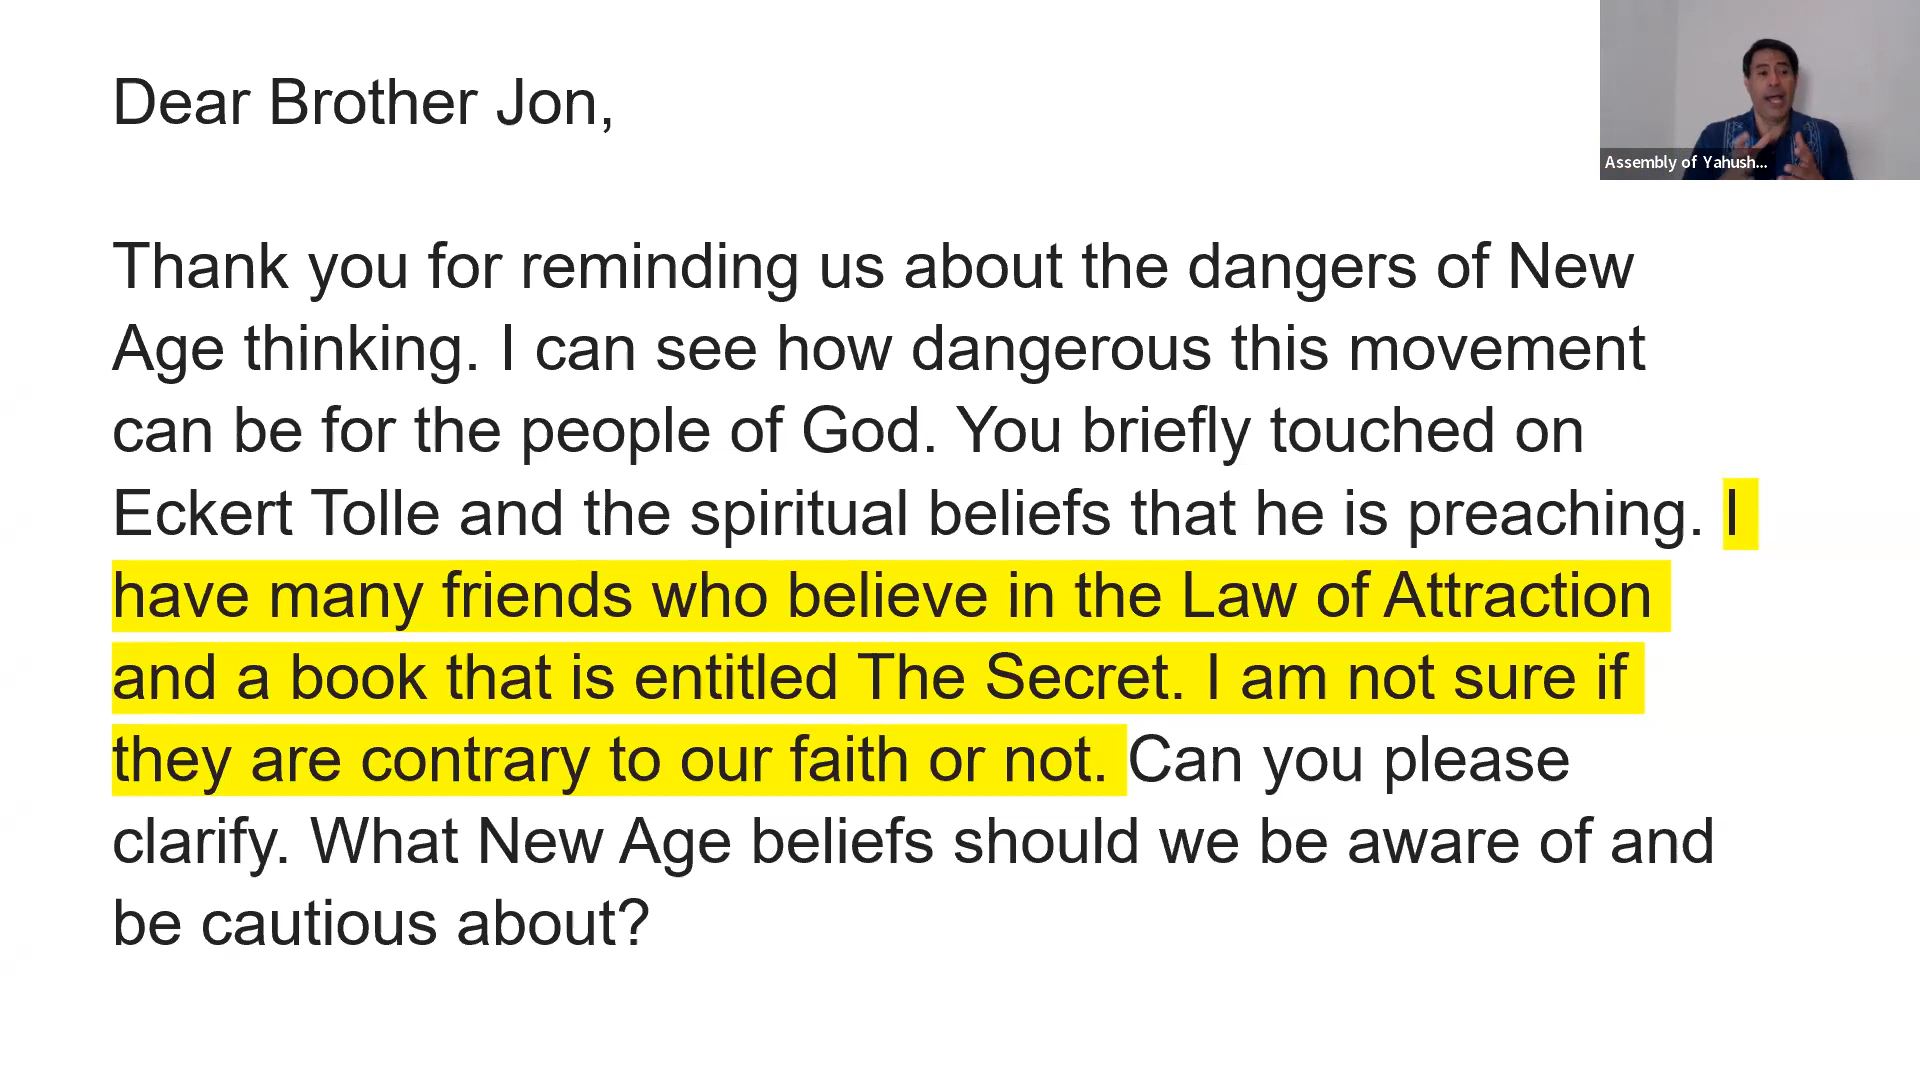 Dear Brother Jon,
Assembly of Yahush...
Thank you for reminding us about the dangers of New
Age thinking. I can see how dangerous this movement
can be for the people of God. You briefly touched on
Eckert Tolle and the spiritual beliefs that he is preaching. I
have many friends who believe in the Law of Attraction
and a book that is entitled The Secret. I am not sure if
they are contrary to our faith or not. Can you please
clarify. What New Age beliefs should we be aware of and
be cautious about?